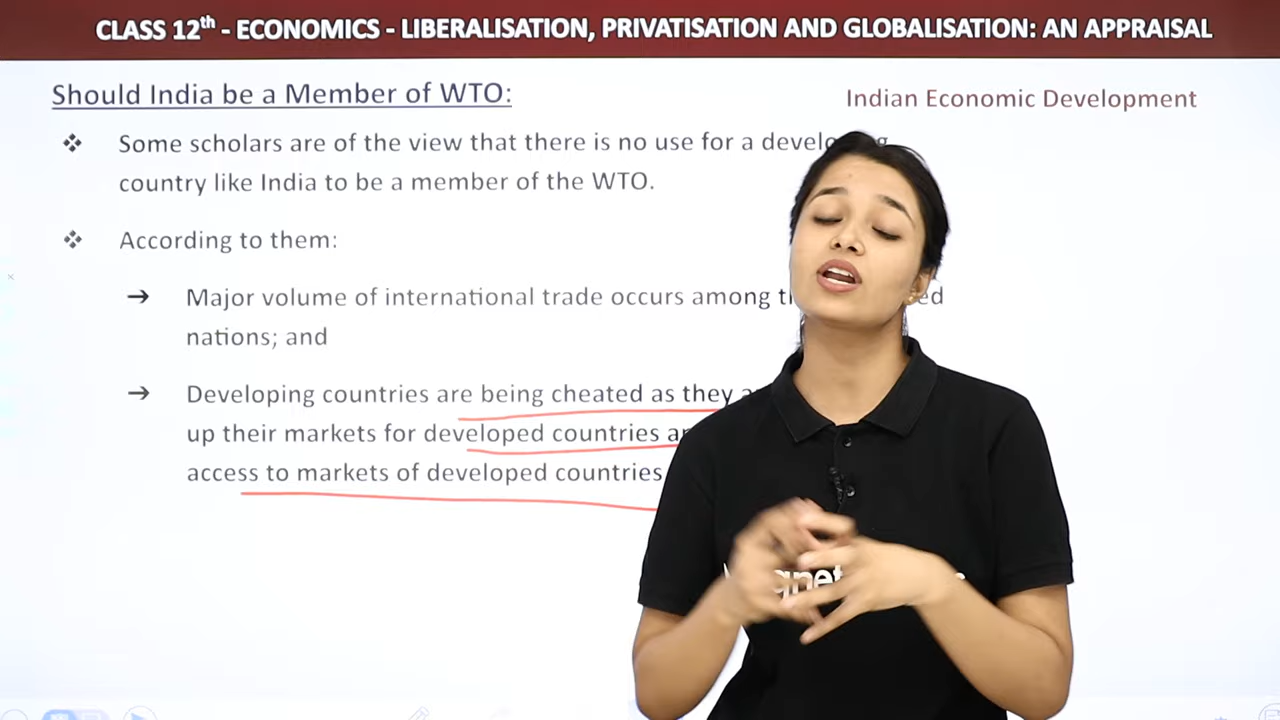 CLASS 12th - ECONOMICS - LIBERALISATION, PRIVATISATION AND GLOBALISATION: AN APPRAISAL
Should India be a Member of WTO:
Indian Economic Development
❖ Some scholars are of the view that there is no use for a
country like India to be a member of the WTO.
❖ According to them:
→ Major volume of international trade occurs among
nations; and
→ Developing countries are being cheated as they
up their markets for developed countries
access to markets of developed countries